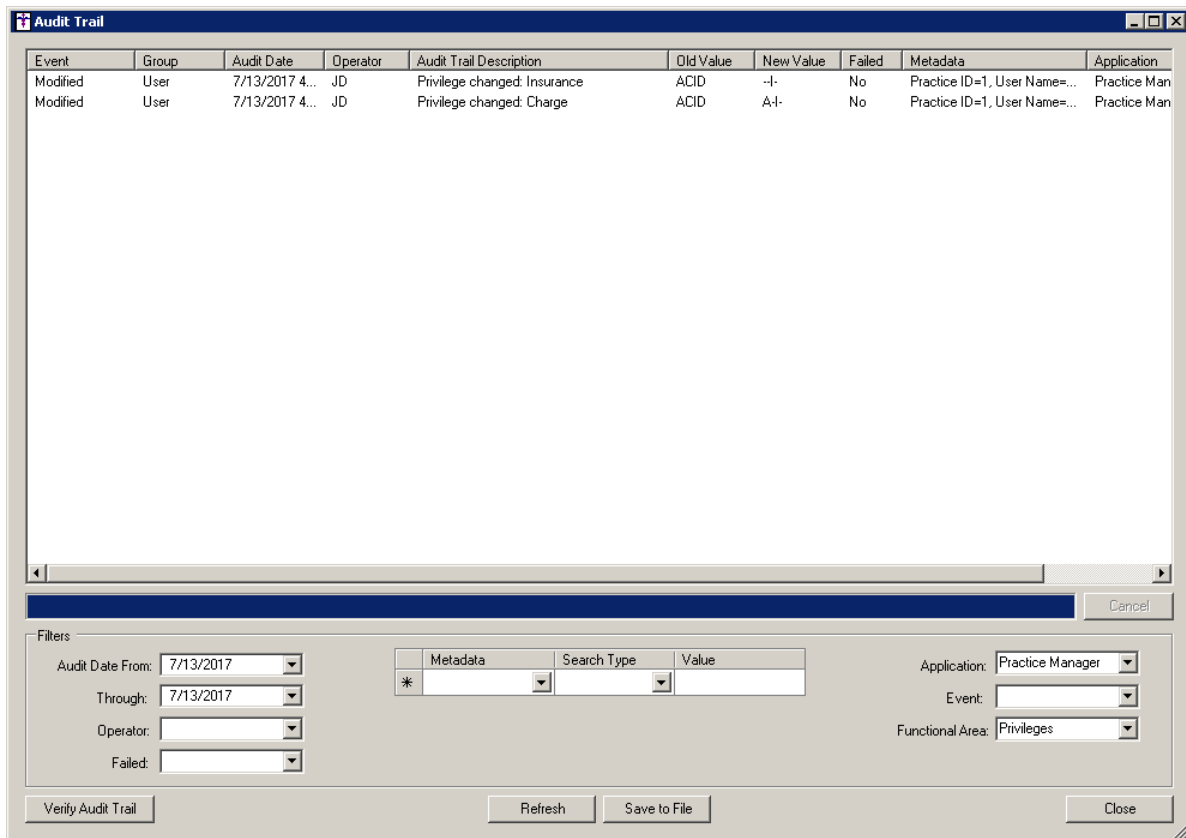 Audit Trail
Event Group Audit Date Operator Audit Trail Description Old Value New Value Failed Metadata Application
Modified User 7/13/2017 4... JD Privilege changed: Insurance ACID --I- No Practice ID=1, User Name=... Practice Man
Modified User 7/13/2017 4... JD Privilege changed: Charge ACID A-I- No Practice ID=1, User Name=... Practice Man
Cancel
Filters
Audit Date From: 7/13/2017
Through: 7/13/2017
Operator:
Failed:
Metadata Search Type Value
Application: Practice Manager
Event:
Functional Area: Privileges
Verify Audit Trail Refresh Save to File Close